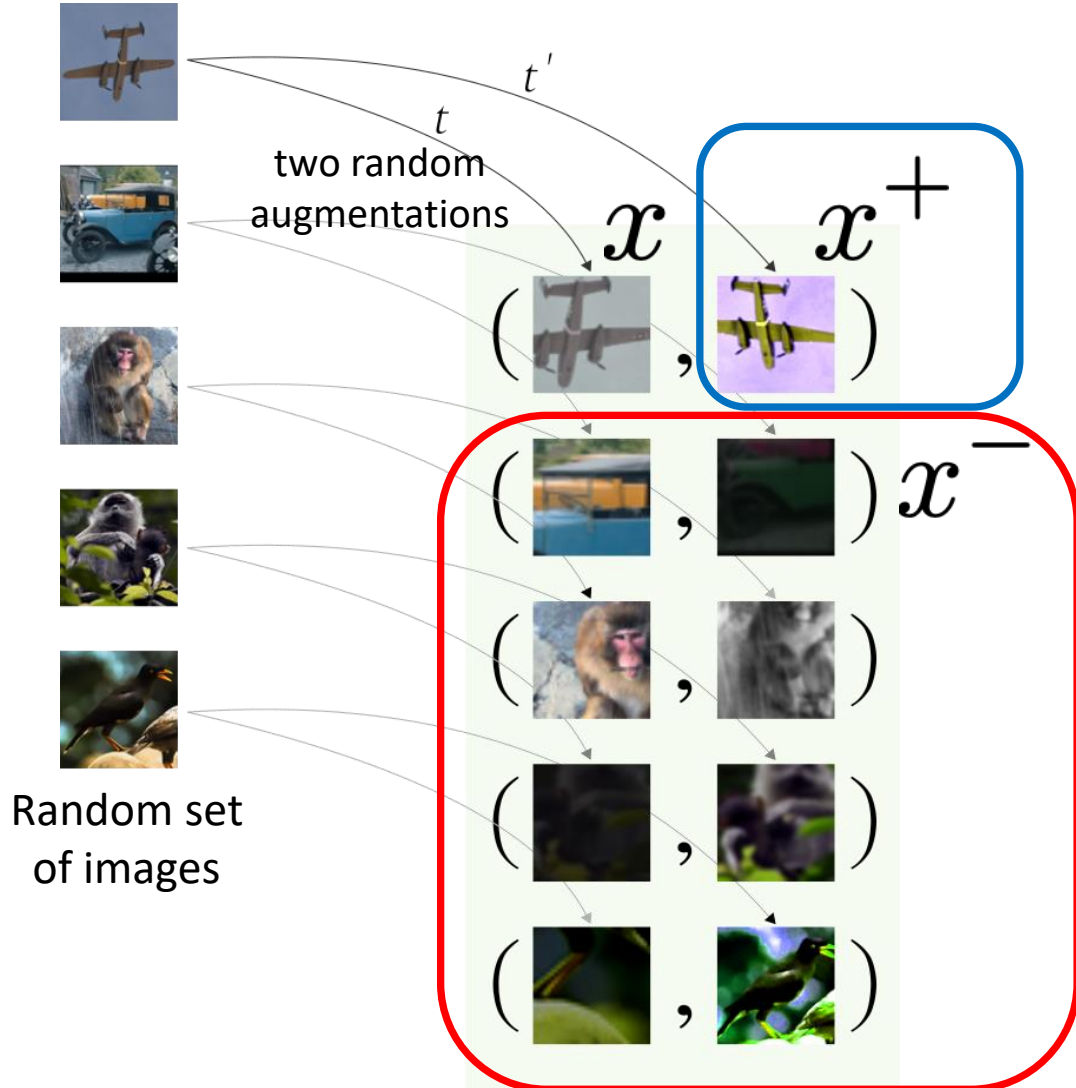 t'
t
two random
augmentations
x x⁺
( , )
( , ) x⁻
( , )
( , )
( , )
Random set
of images